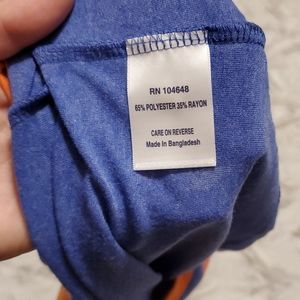 RN 104648
65% POLYESTER 35% RAYON
CARE ON REVERSE
Made In Bangladesh